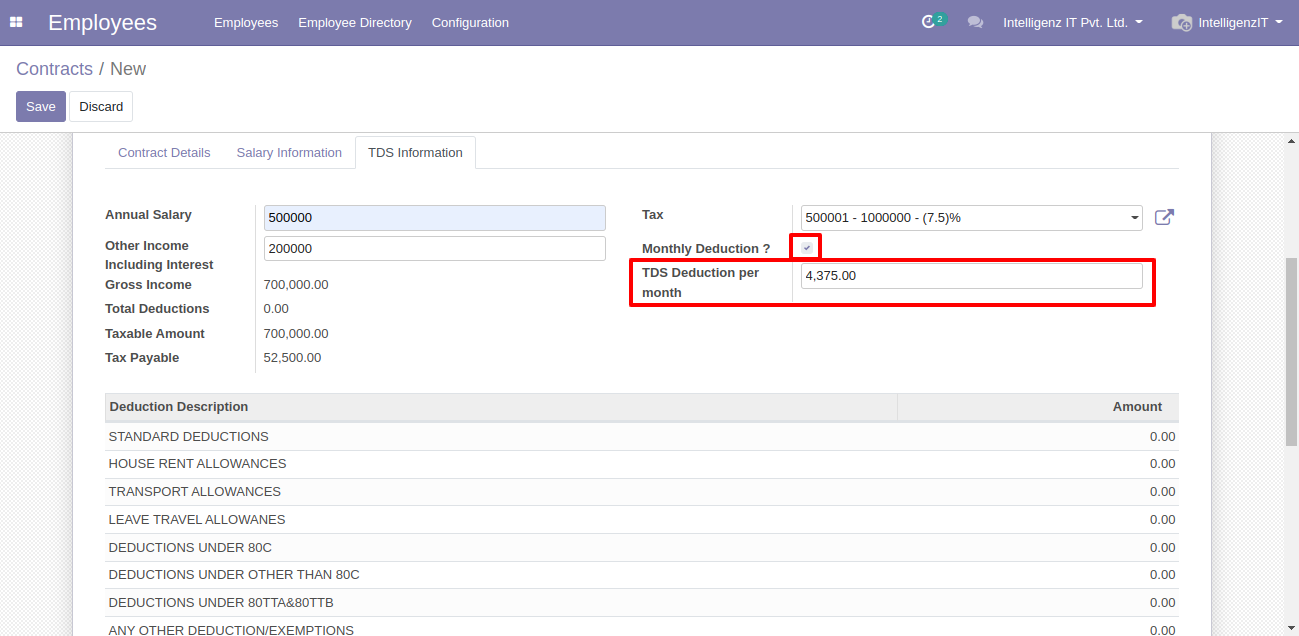 Employees Employees Employee Directory Configuration 2 Intelligenz IT Pvt. Ltd. IntelligenzIT
Contracts / New
Save Discard
Contract Details Salary Information TDS Information
Annual Salary 500000
Other Income
Including Interest 200000
Gross Income 700,000.00
Total Deductions 0.00
Taxable Amount 700,000.00
Tax Payable 52,500.00
Tax 500001 - 1000000 - (7.5)%
Monthly Deduction ?
TDS Deduction per
month 4,375.00
Deduction Description Amount
STANDARD DEDUCTIONS 0.00
HOUSE RENT ALLOWANCES 0.00
TRANSPORT ALLOWANCES 0.00
LEAVE TRAVEL ALLOWANES 0.00
DEDUCTIONS UNDER 80C 0.00
DEDUCTIONS UNDER OTHER THAN 80C 0.00
DEDUCTIONS UNDER 80TTA&80TTB 0.00
ANY OTHER DEDUCTION/EXEMPTIONS 0.00